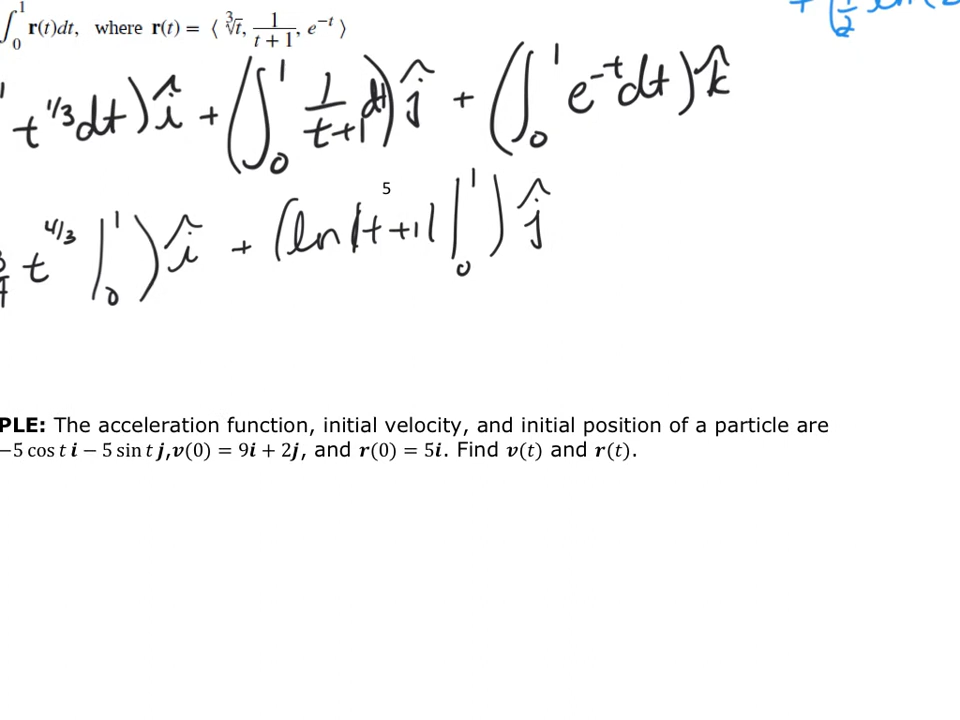 ∫₀¹ r(t)dt, where r(t) = ⟨ ∛t, 1/(t + 1), e^{−t} ⟩
t^{1/3} dt) î + (∫₀¹ 1/(t+1) dt) ĵ + (∫₀¹ e^{-t} dt) k̂
5
t^{4/3} |₀¹) î + (ln|t+1| |₀¹) ĵ
PLE: The acceleration function, initial velocity, and initial position of a particle are
−5 cos t i − 5 sin t j, v(0) = 9i + 2j, and r(0) = 5i. Find v(t) and r(t).